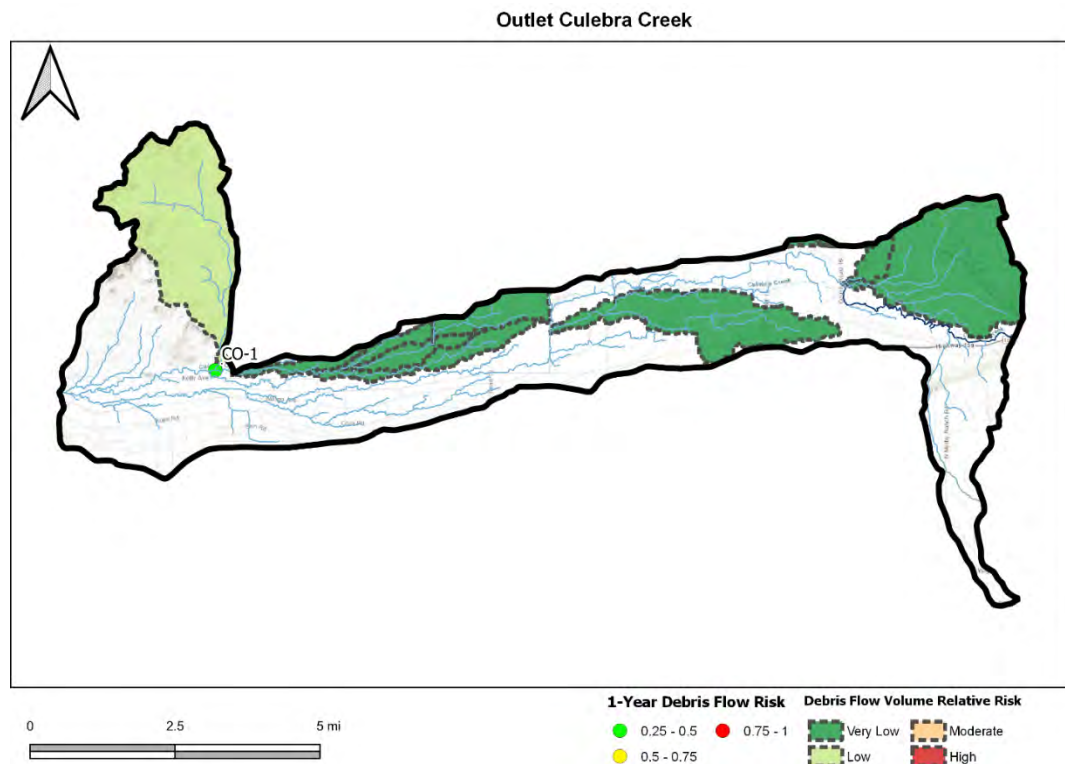 Outlet Culebra Creek
Culebra Creek
CO-1
0 2.5 5 mi
1-Year Debris Flow Risk
0.25 - 0.5
0.75 - 1
0.5 - 0.75
Debris Flow Volume Relative Risk
Very Low
Moderate
Low
High